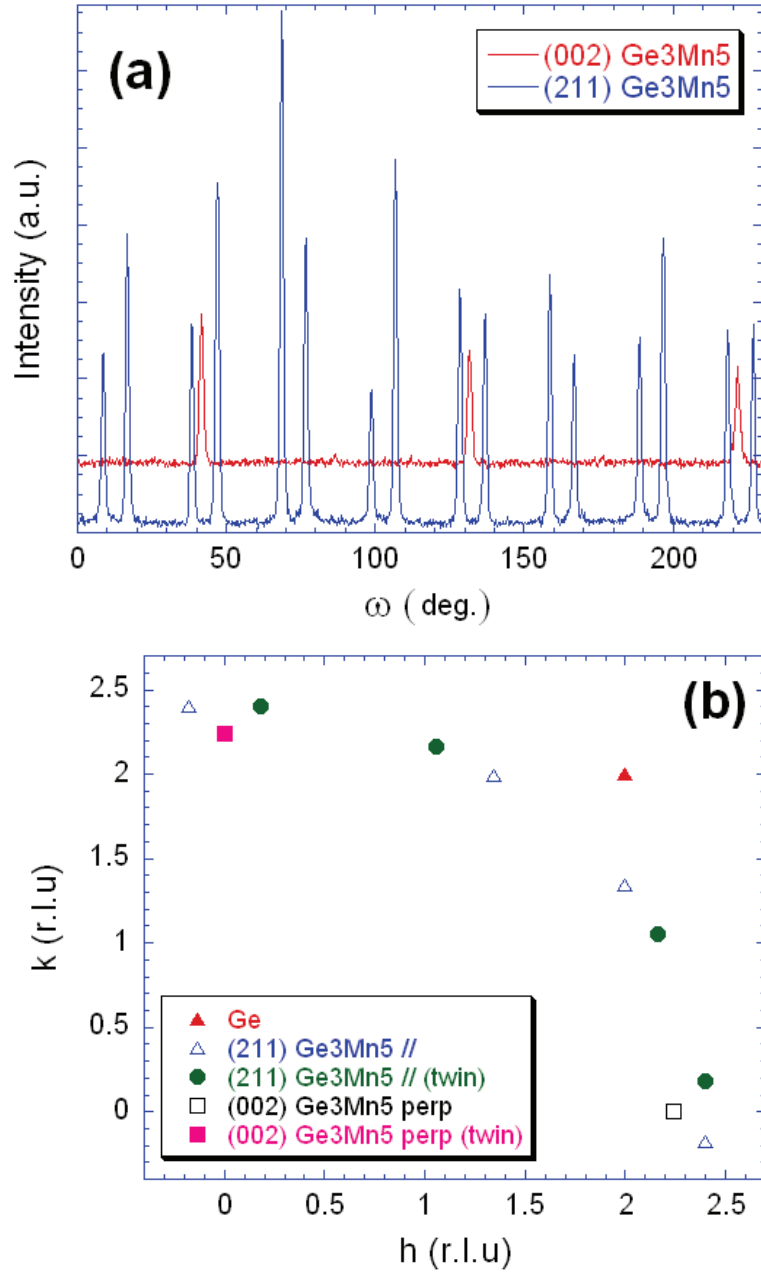 (a)
(002) Ge3Mn5
(211) Ge3Mn5
Intensity (a.u.)
0 50 100 150 200
ω ( deg.)
(b)
2.5
2
1.5
1
0.5
0
k (r.l.u)
Ge
(211) Ge3Mn5 //
(211) Ge3Mn5 // (twin)
(002) Ge3Mn5 perp
(002) Ge3Mn5 perp (twin)
0 0.5 1 1.5 2 2.5
h (r.l.u)